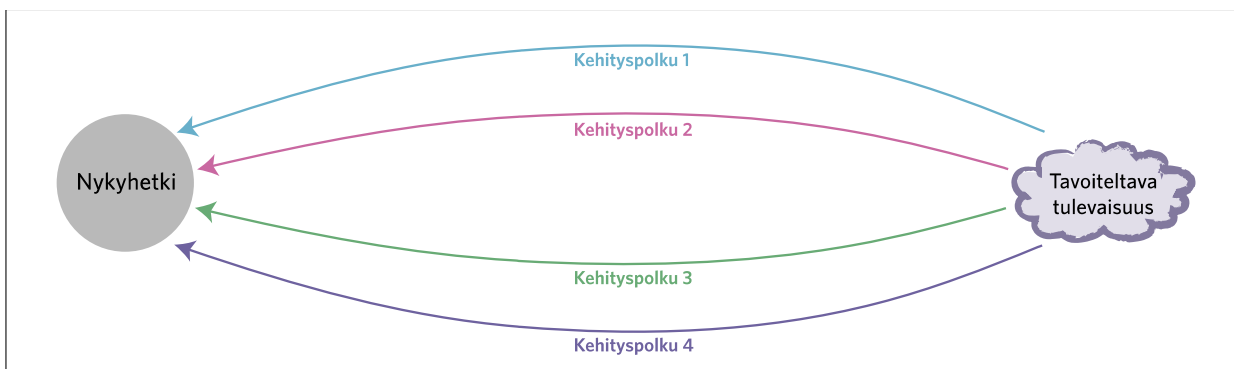 Kehityspolku 1
Kehityspolku 2
Nykyhetki
Tavoiteltava
tulevaisuus
Kehityspolku 3
Kehityspolku 4